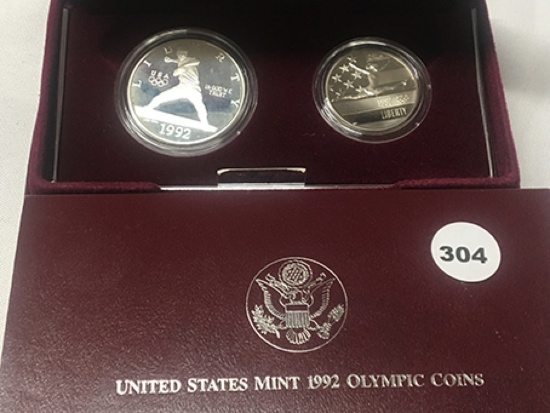 LIBERTY
USA
IN GOD WE TRUST
1992
LIBERTY
304
UNITED STATES MINT 1992 OLYMPIC COINS